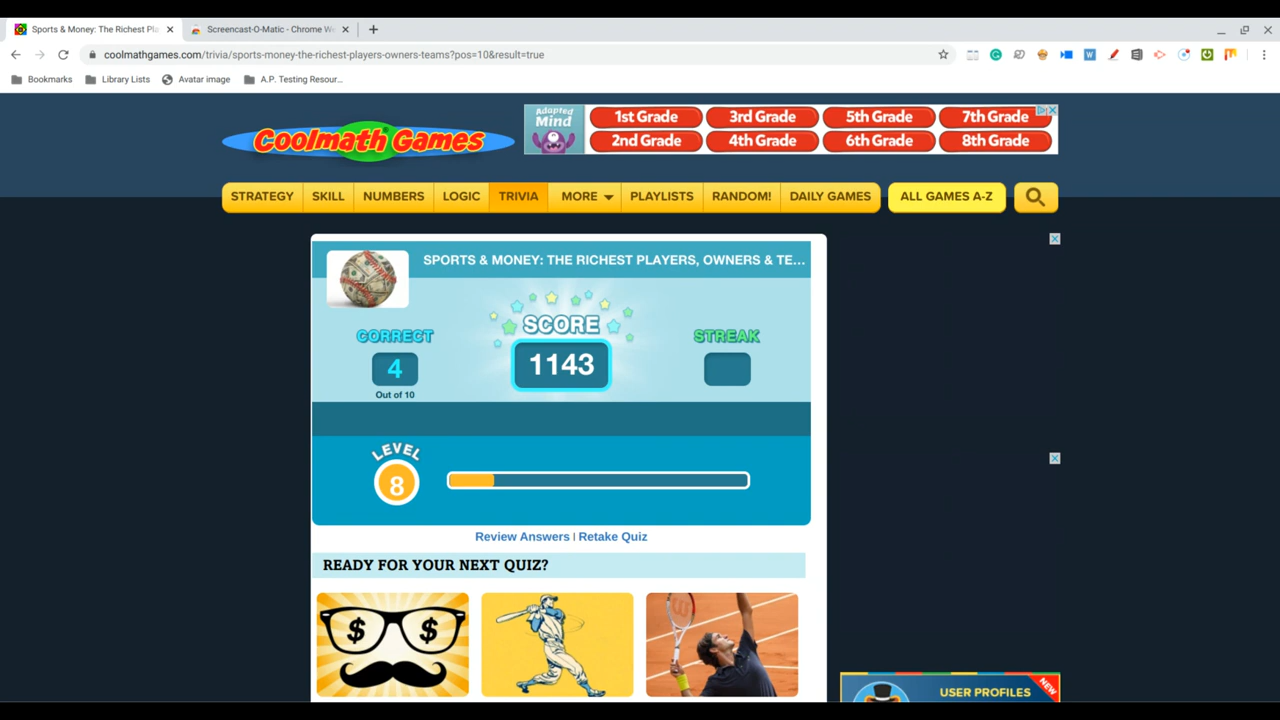 Sports & Money: The Richest Pla
Screencast-O-Matic - Chrome W
coolmathgames.com/trivia/sports-money-the-richest-players-owners-teams?pos=10&result=true
Bookmarks Library Lists Avatar image A.P. Testing Resour...
Coolmath Games
Adapted Mind
1st Grade 3rd Grade 5th Grade 7th Grade
2nd Grade 4th Grade 6th Grade 8th Grade
STRATEGY SKILL NUMBERS LOGIC TRIVIA MORE PLAYLISTS RANDOM! DAILY GAMES ALL GAMES A-Z
SPORTS & MONEY: THE RICHEST PLAYERS, OWNERS & TE...
CORRECT SCORE STREAK
4 1143
Out of 10
LEVEL
8
Review Answers | Retake Quiz
READY FOR YOUR NEXT QUIZ?
$ $
USER PROFILES NEW